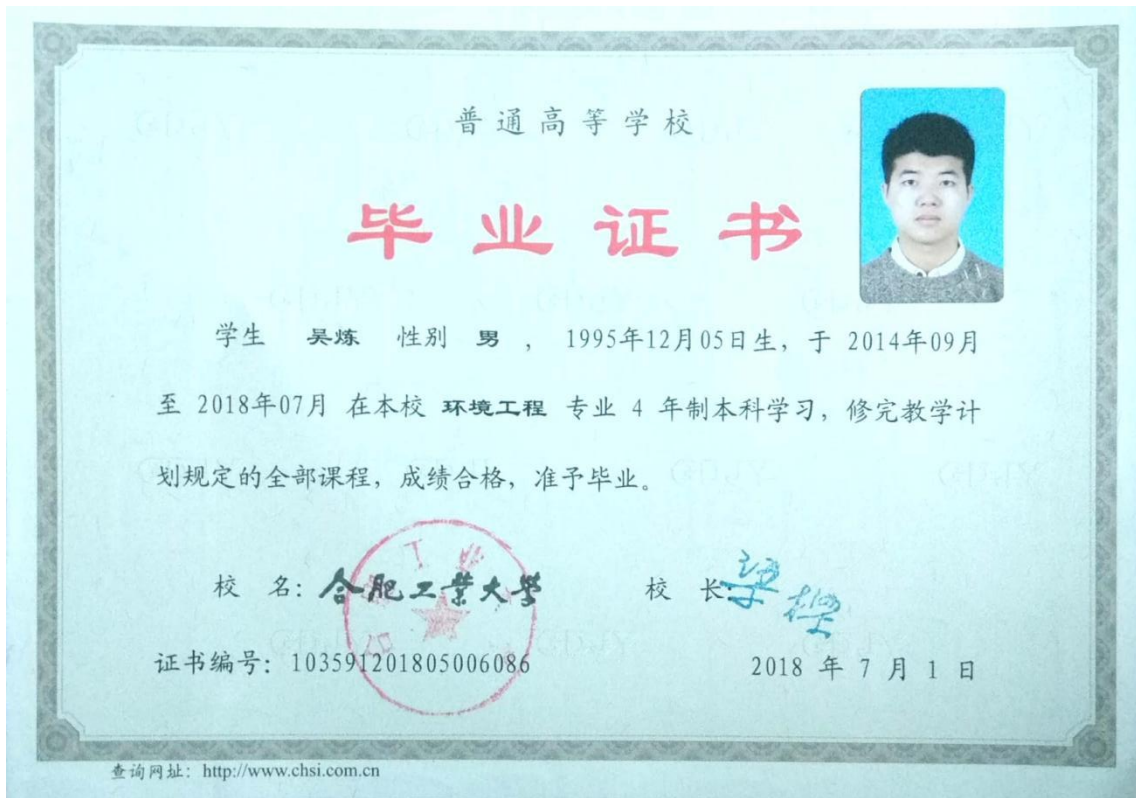 普通高等学校
毕业证书
学生 吴炼 性别 男 ， 1995年12月05日生，于 2014年09月
至 2018年07月 在本校 环境工程 专业 4 年制本科学习，修完教学计
划规定的全部课程，成绩合格，准予毕业。
校 名：合肥工业大学 校 长：梁樑
证书编号：103591201805006086 2018 年 7 月 1 日
查询网址：http://www.chsi.com.cn